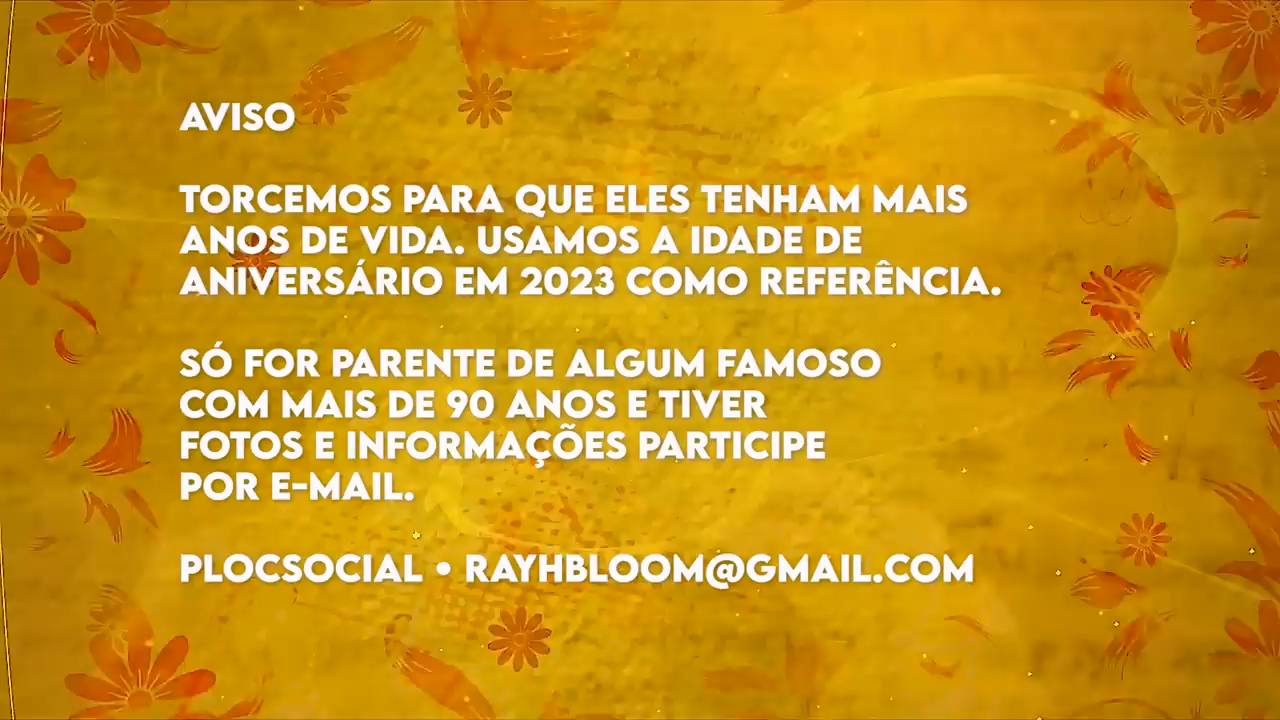 AVISO
TORCEMOS PARA QUE ELES TENHAM MAIS
ANOS DE VIDA. USAMOS A IDADE DE
ANIVERSÁRIO EM 2023 COMO REFERÊNCIA.
SÓ FOR PARENTE DE ALGUM FAMOSO
COM MAIS DE 90 ANOS E TIVER
FOTOS E INFORMAÇÕES PARTICIPE
POR E-MAIL.
PLOCSOCIAL • RAYHBLOOM@GMAIL.COM